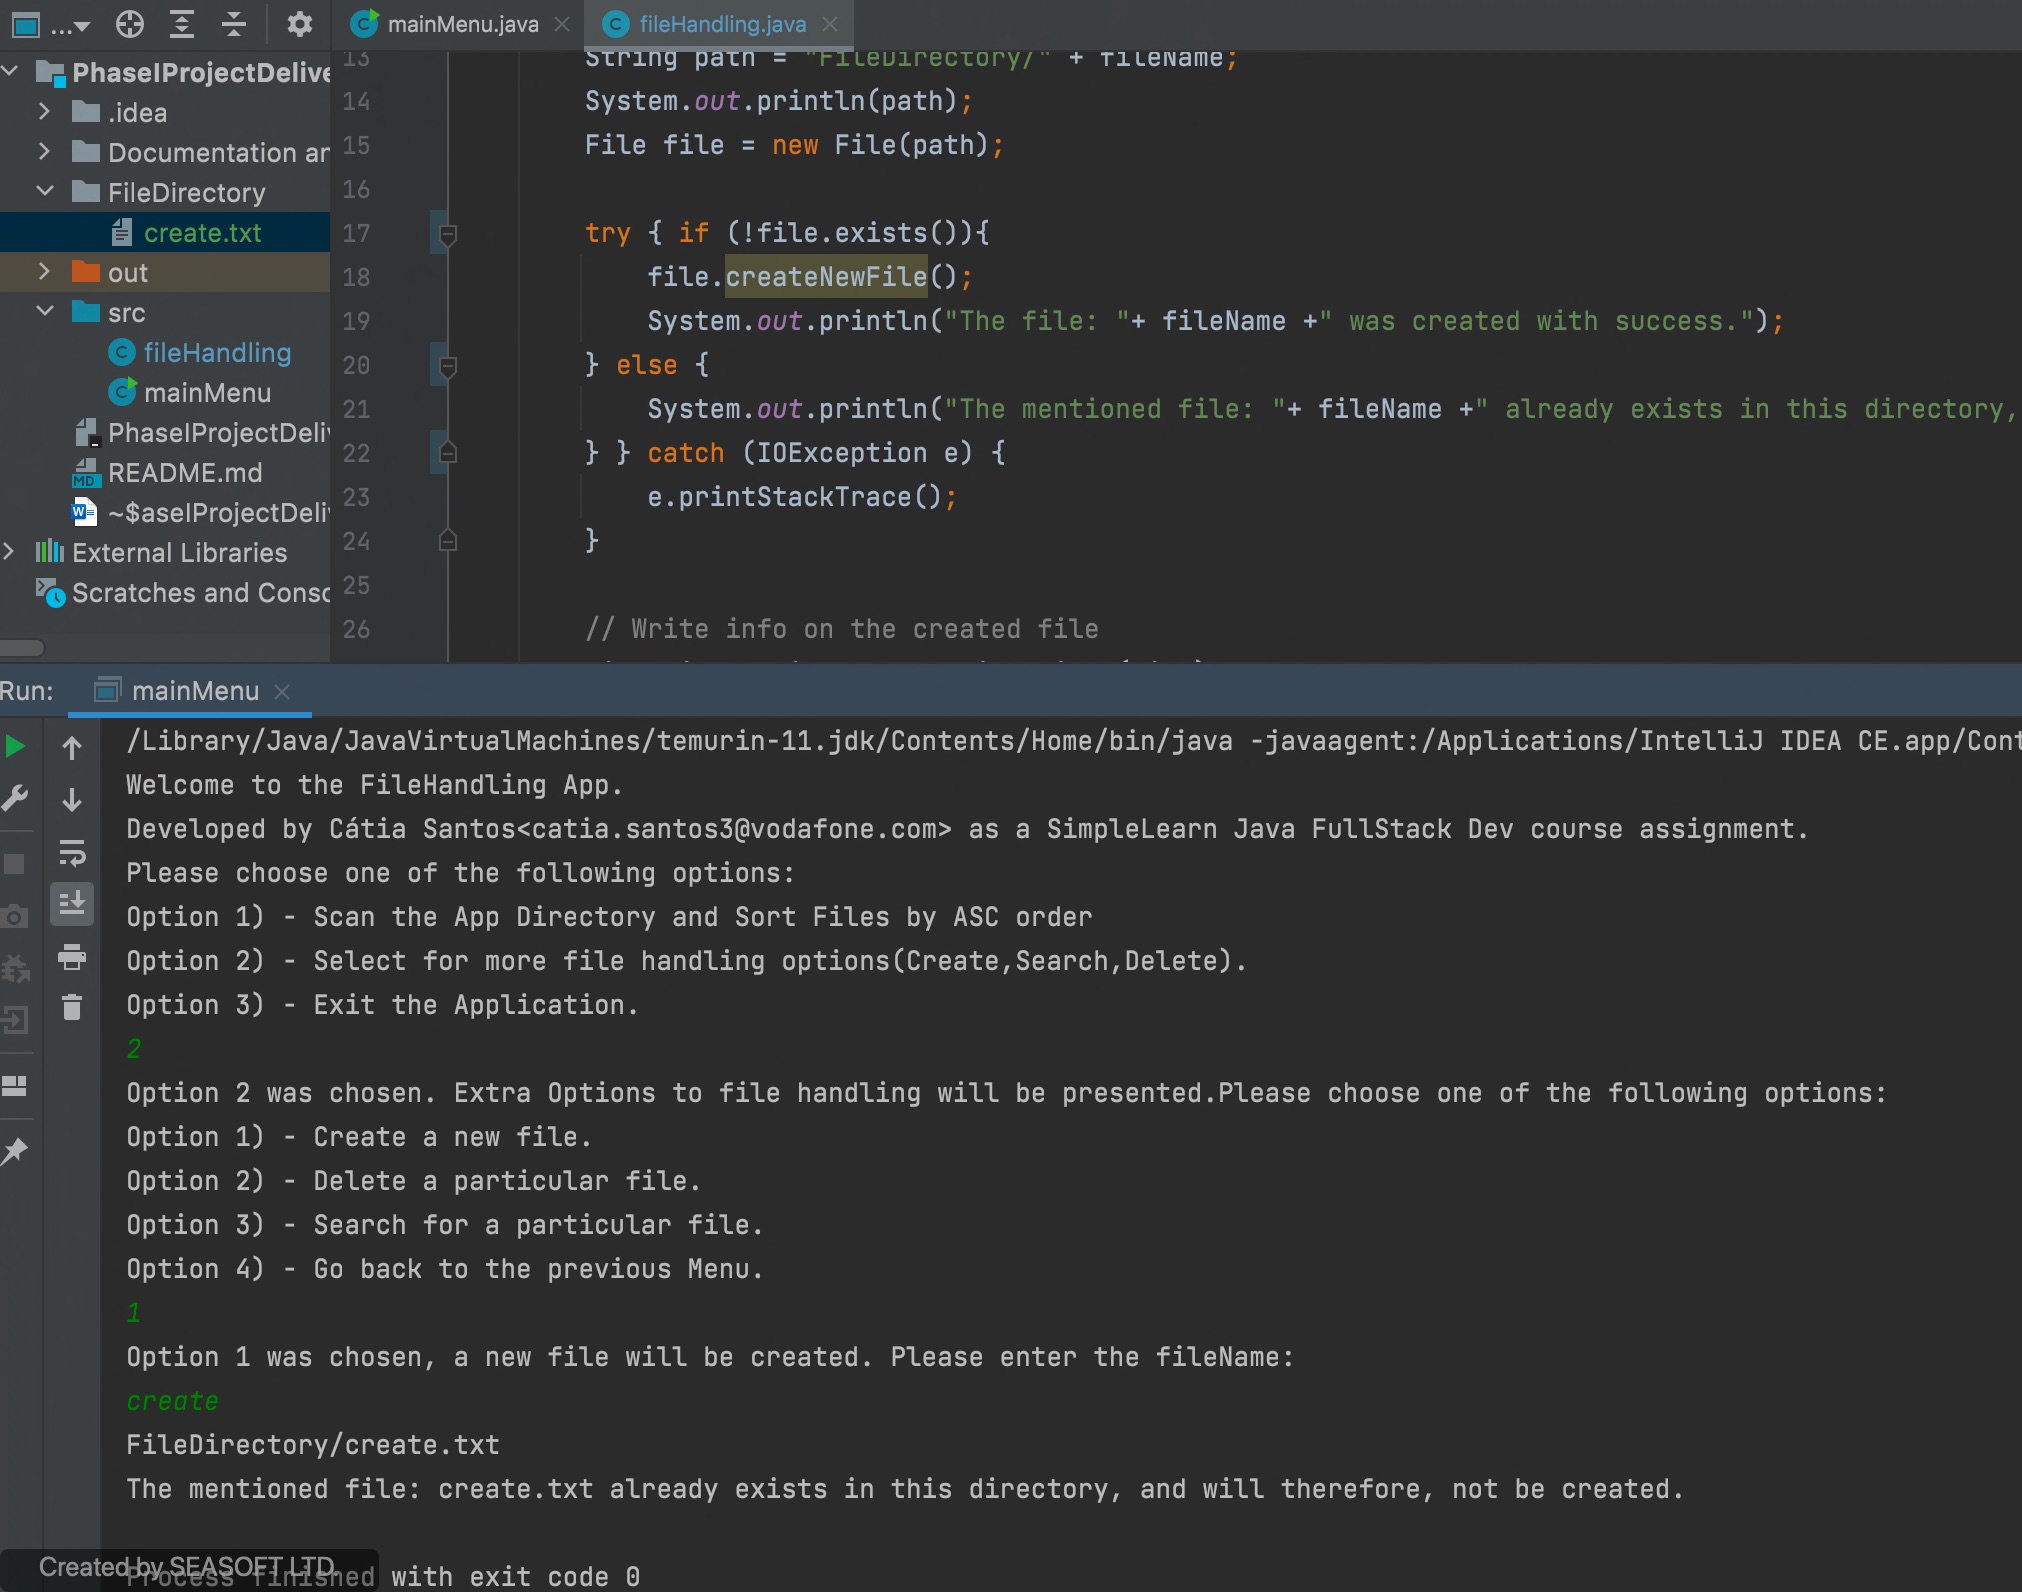 ...
mainMenu.java
fileHandling.java
PhaseIProjectDelive
.idea
Documentation an
FileDirectory
create.txt
out
src
fileHandling
mainMenu
PhaseIProjectDeliv
README.md
~$aseIProjectDeliv
External Libraries
Scratches and Conso
13 String path = "FileDirectory/" + fileName;
14 System.out.println(path);
15 File file = new File(path);
16
17 try { if (!file.exists()){
18 file.createNewFile();
19 System.out.println("The file: "+ fileName +" was created with success.");
20 } else {
21 System.out.println("The mentioned file: "+ fileName +" already exists in this directory,
22 } } catch (IOException e) {
23 e.printStackTrace();
24 }
25
26 // Write info on the created file
Run: mainMenu
/Library/Java/JavaVirtualMachines/temurin-11.jdk/Contents/Home/bin/java -javaagent:/Applications/IntelliJ IDEA CE.app/Cont
Welcome to the FileHandling App.
Developed by Cátia Santos<catia.santos3@vodafone.com> as a SimpleLearn Java FullStack Dev course assignment.
Please choose one of the following options:
Option 1) - Scan the App Directory and Sort Files by ASC order
Option 2) - Select for more file handling options(Create,Search,Delete).
Option 3) - Exit the Application.
2
Option 2 was chosen. Extra Options to file handling will be presented.Please choose one of the following options:
Option 1) - Create a new file.
Option 2) - Delete a particular file.
Option 3) - Search for a particular file.
Option 4) - Go back to the previous Menu.
1
Option 1 was chosen, a new file will be created. Please enter the fileName:
create
FileDirectory/create.txt
The mentioned file: create.txt already exists in this directory, and will therefore, not be created.
Process finished with exit code 0
Created by SEASOFT LTD.